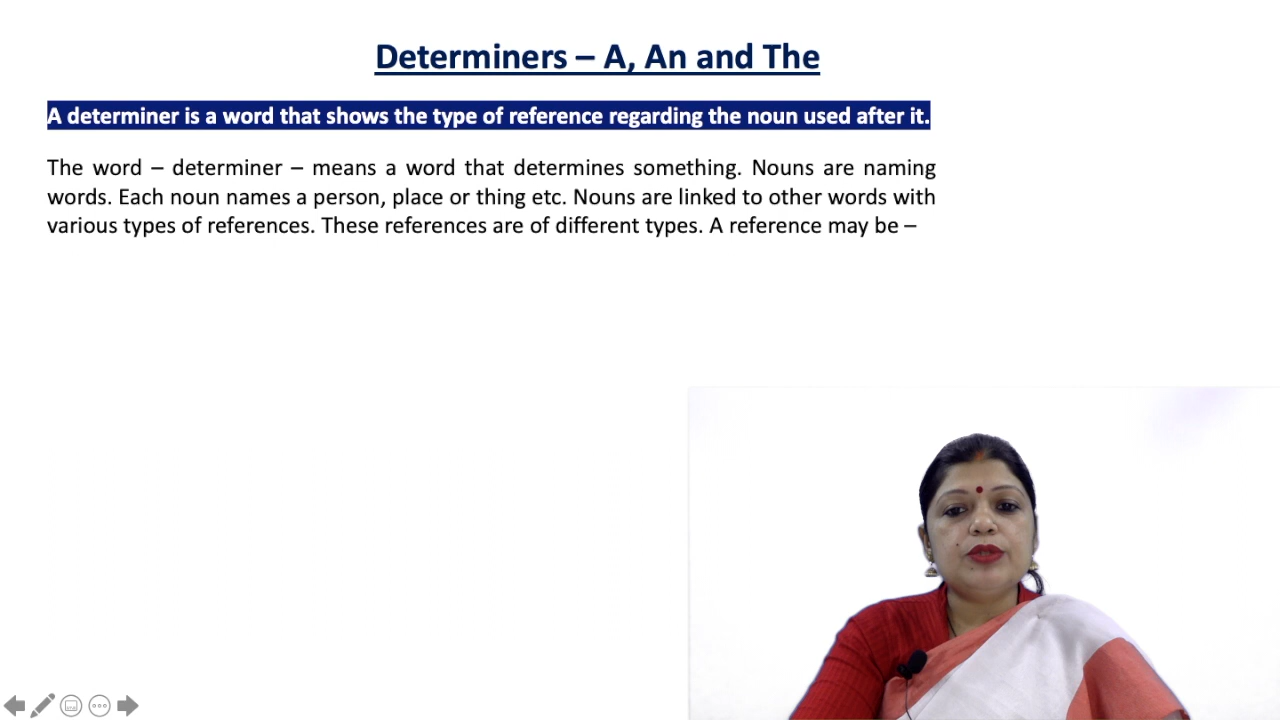 Determiners – A, An and The
A determiner is a word that shows the type of reference regarding the noun used after it.
The word – determiner – means a word that determines something. Nouns are naming
words. Each noun names a person, place or thing etc. Nouns are linked to other words with
various types of references. These references are of different types. A reference may be –